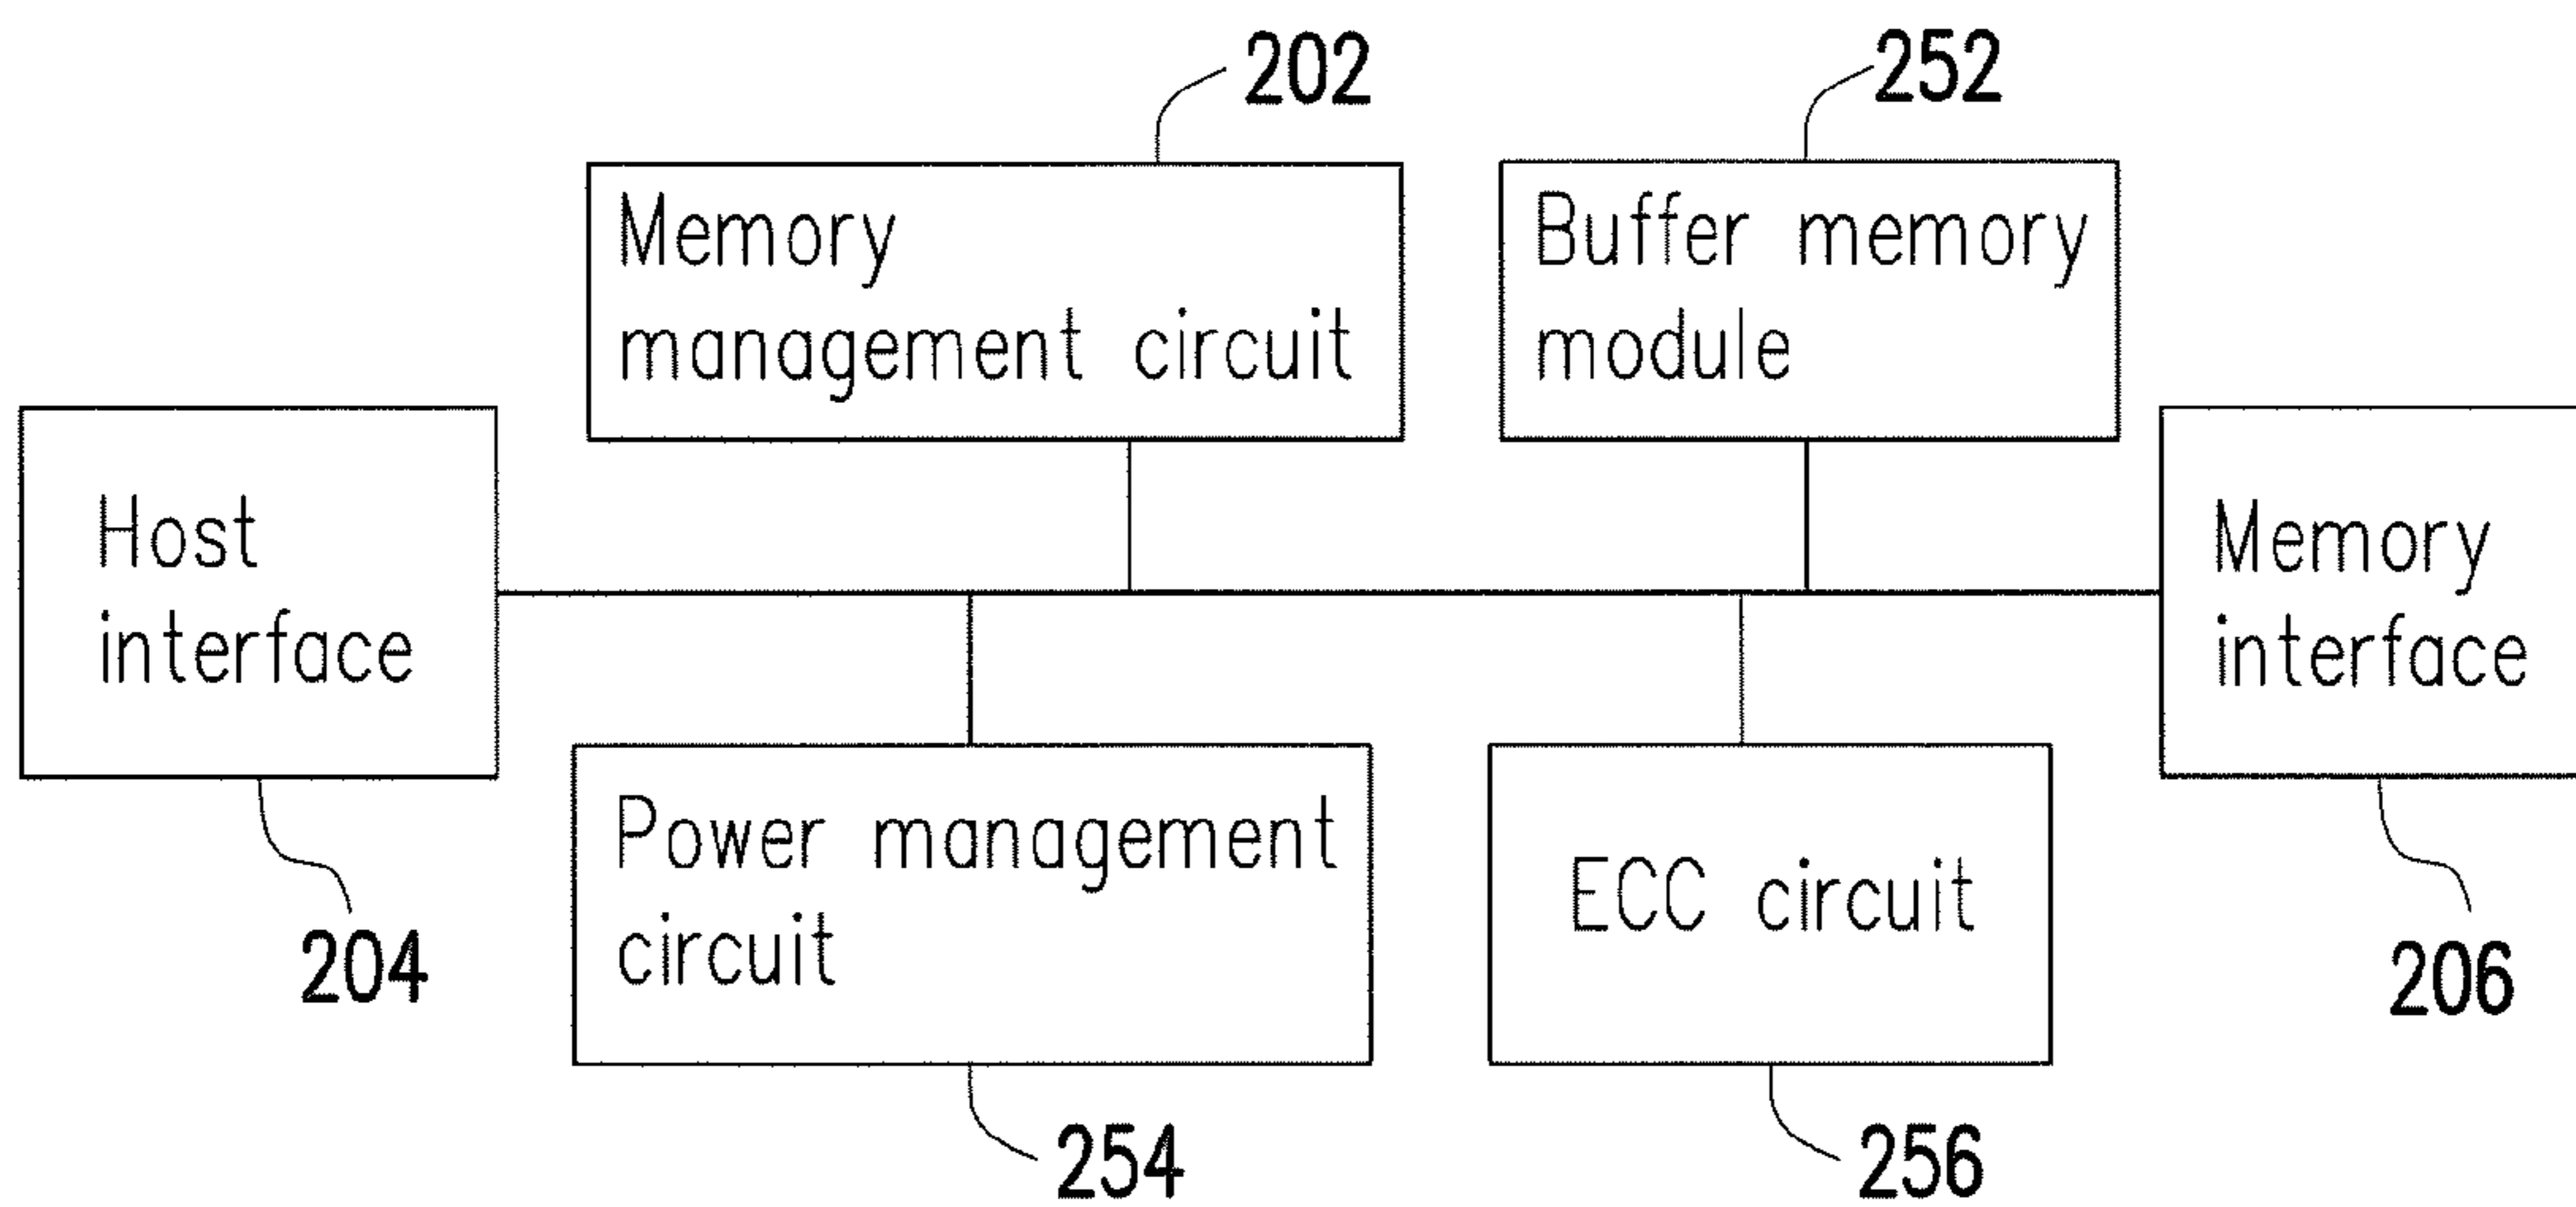 202
252
Memory
management circuit
Buffer memory
module
Host
interface
Memory
interface
Power management
circuit
ECC circuit
204
206
254
256